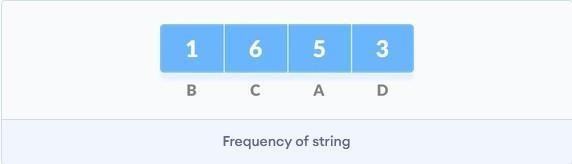 1 6 5 3
B C A D
Frequency of string